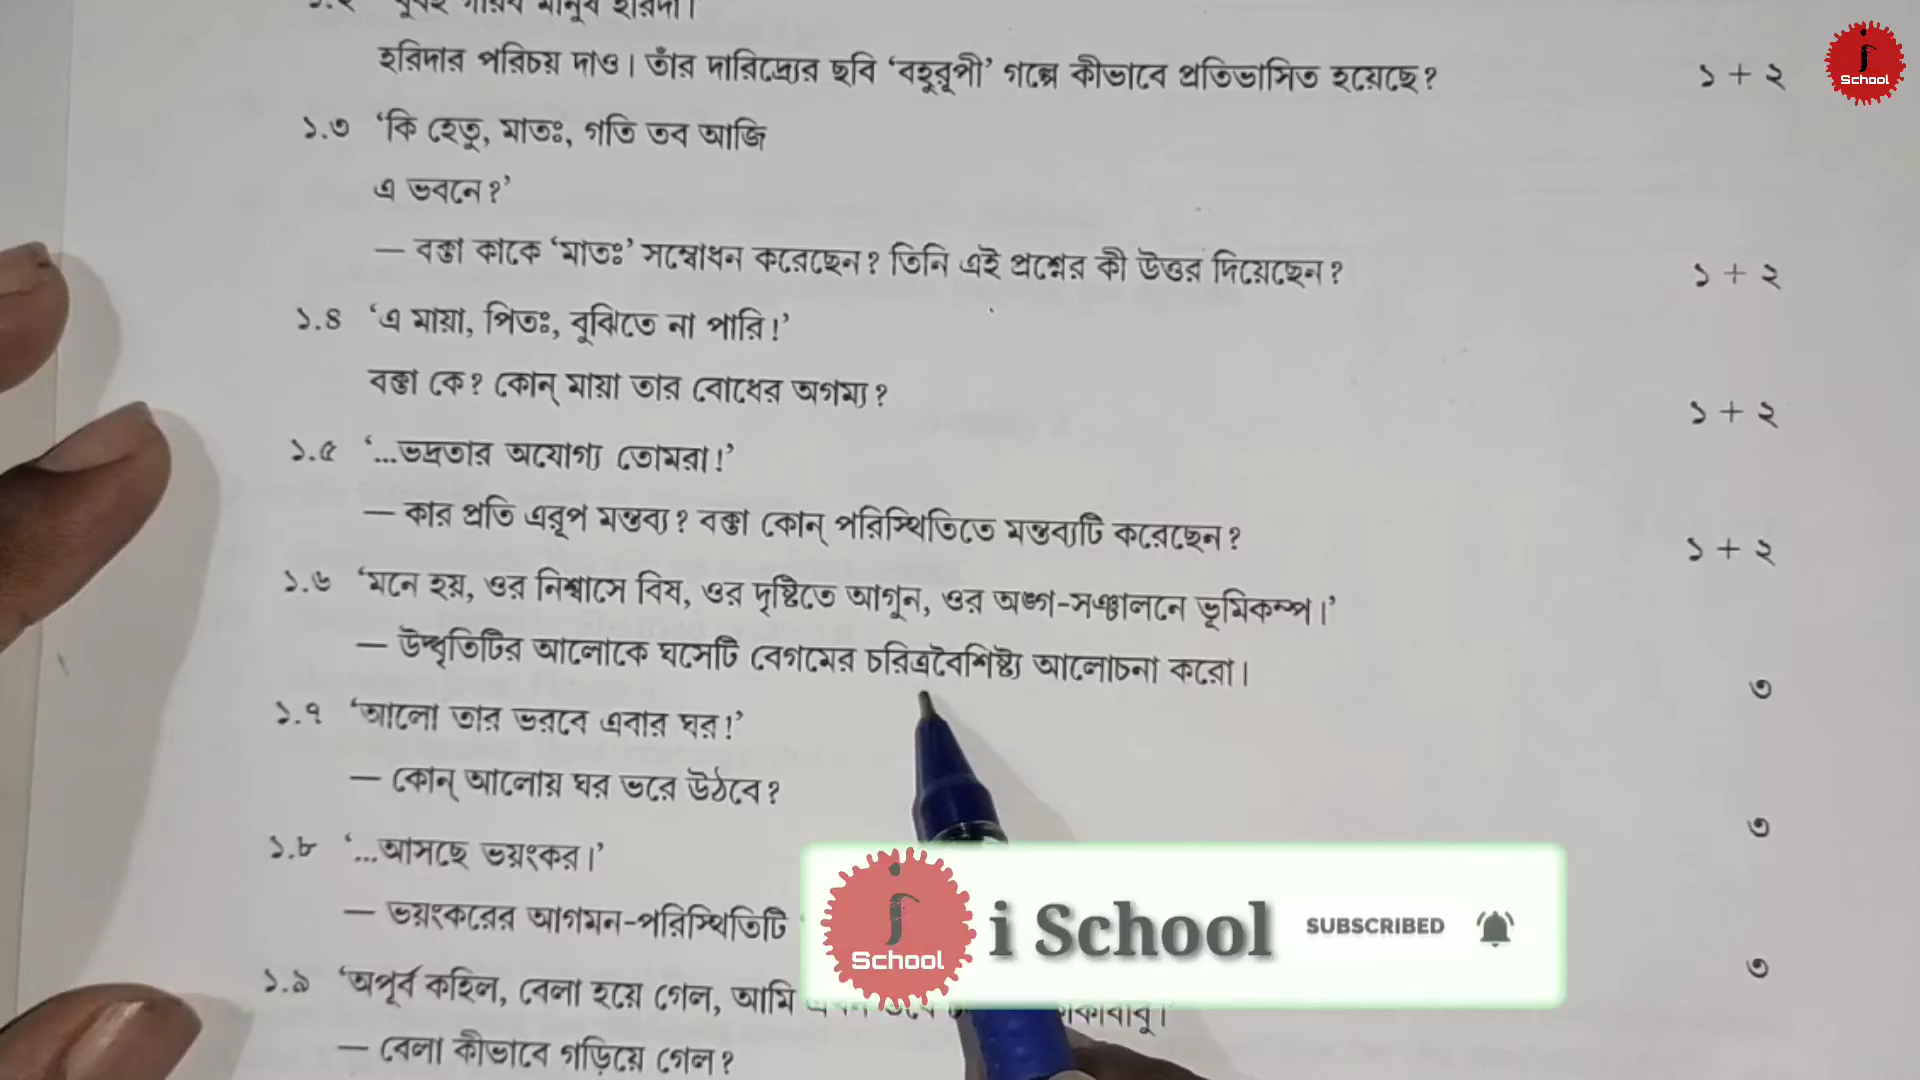 ১.২ খুবই গরিব মানুষ হরিদা।
হরিদার পরিচয় দাও। তাঁর দারিদ্র্যের ছবি ‘বহুরূপী’ গল্পে কীভাবে প্রতিভাসিত হয়েছে? ১ + ২
School
১.৩ ‘কি হেতু, মাতঃ, গতি তব আজি
এ ভবনে?’
— বক্তা কাকে ‘মাতঃ’ সম্বোধন করেছেন? তিনি এই প্রশ্নের কী উত্তর দিয়েছেন? ১ + ২
১.৪ ‘এ মায়া, পিতঃ, বুঝিতে না পারি!’
বক্তা কে? কোন্ মায়া তার বোধের অগম্য? ১ + ২
১.৫ ‘...ভদ্রতার অযোগ্য তোমরা!’
— কার প্রতি এরূপ মন্তব্য? বক্তা কোন্ পরিস্থিতিতে মন্তব্যটি করেছেন? ১ + ২
১.৬ ‘মনে হয়, ওর নিশ্বাসে বিষ, ওর দৃষ্টিতে আগুন, ওর অঙ্গ-সঞ্চালনে ভূমিকম্প।’
— উদ্ধৃতিটির আলোকে ঘসেটি বেগমের চরিত্রবৈশিষ্ট্য আলোচনা করো। ৩
১.৭ ‘আলো তার ভরবে এবার ঘর!’
— কোন্ আলোয় ঘর ভরে উঠবে? ৩
১.৮ ‘...আসছে ভয়ংকর।’
— ভয়ংকরের আগমন-পরিস্থিতিটি ৩
School
i School SUBSCRIBED
১.৯ ‘অপূর্ব কহিল, বেলা হয়ে গেল, আমি
— বেলা কীভাবে গড়িয়ে গেল?